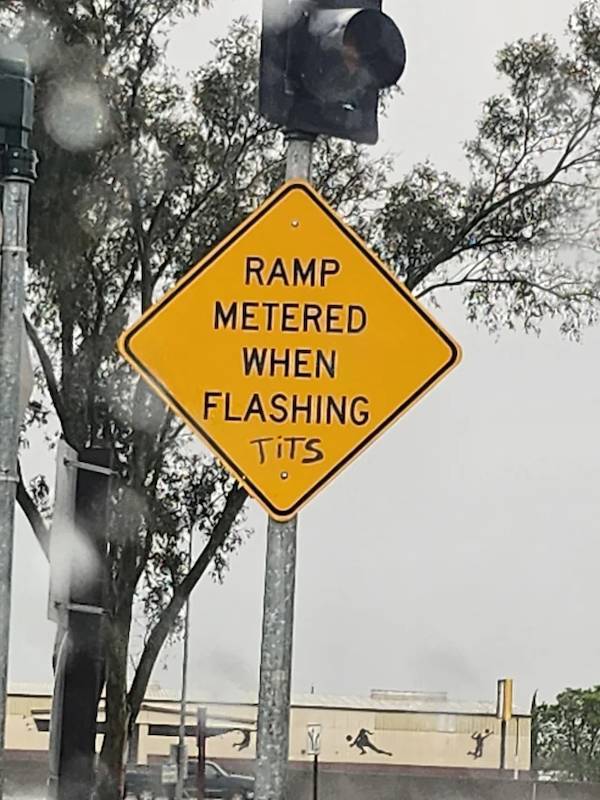 RAMP
METERED
WHEN
FLASHING
TiTS